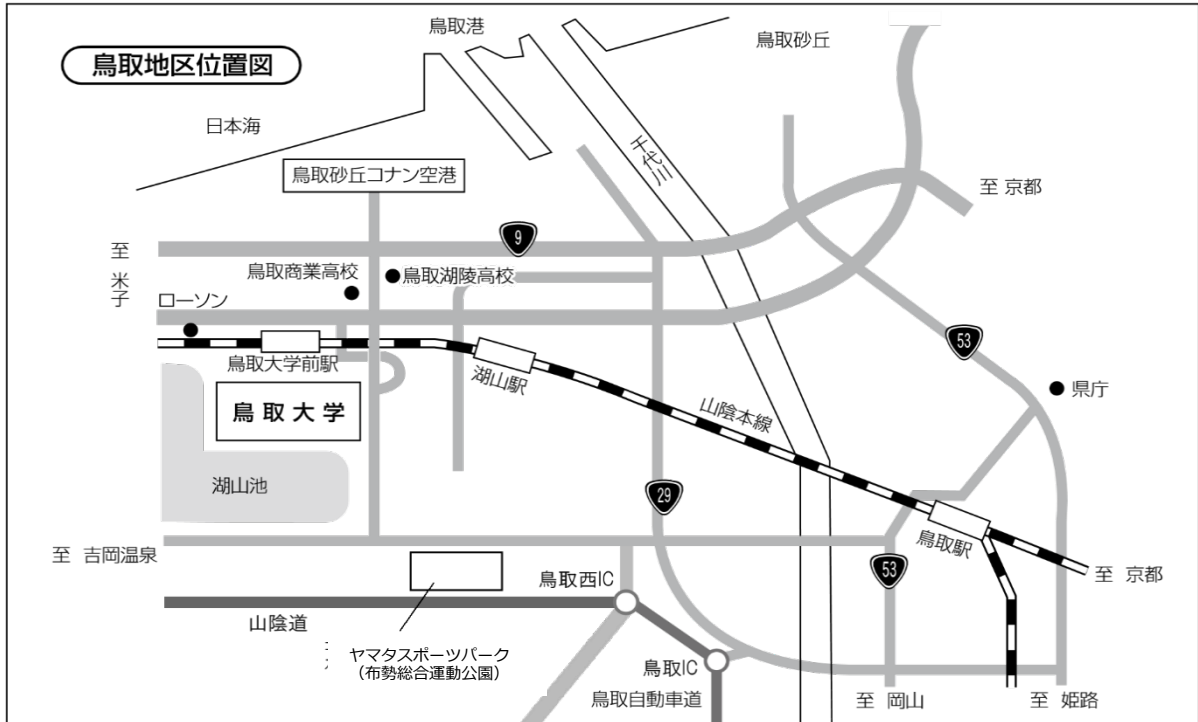 鳥取港
鳥取地区位置図
鳥取砂丘
日本海
千代川
鳥取砂丘コナン空港
至 京都
9
至 米子
鳥取商業高校
鳥取湖陵高校
ローソン
53
鳥取大学前駅
湖山駅
県庁
鳥取大学
山陰本線
湖山池
29
鳥取駅
至 吉岡温泉
鳥取西IC
53
至 京都
山陰道
ヤマタスポーツパーク
（布勢総合運動公園）
鳥取IC
鳥取自動車道
至 岡山
至 姫路